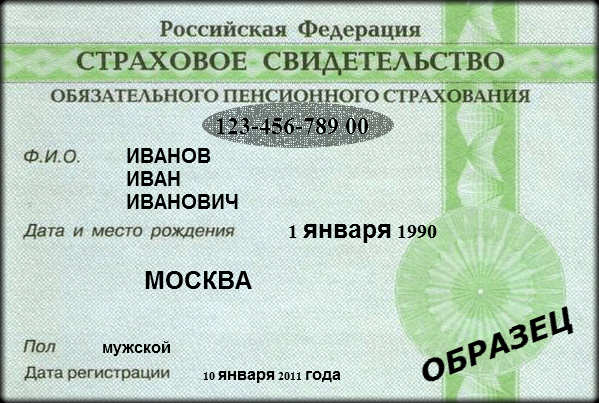 Российская Федерация
СТРАХОВОЕ СВИДЕТЕЛЬСТВО
ОБЯЗАТЕЛЬНОГО ПЕНСИОННОГО СТРАХОВАНИЯ
123-456-789 00
Ф.И.О. ИВАНОВ
ИВАН
ИВАНОВИЧ
Дата и место рождения 1 января 1990
МОСКВА
Пол мужской
Дата регистрации 10 января 2011 года
ОБРАЗЕЦ